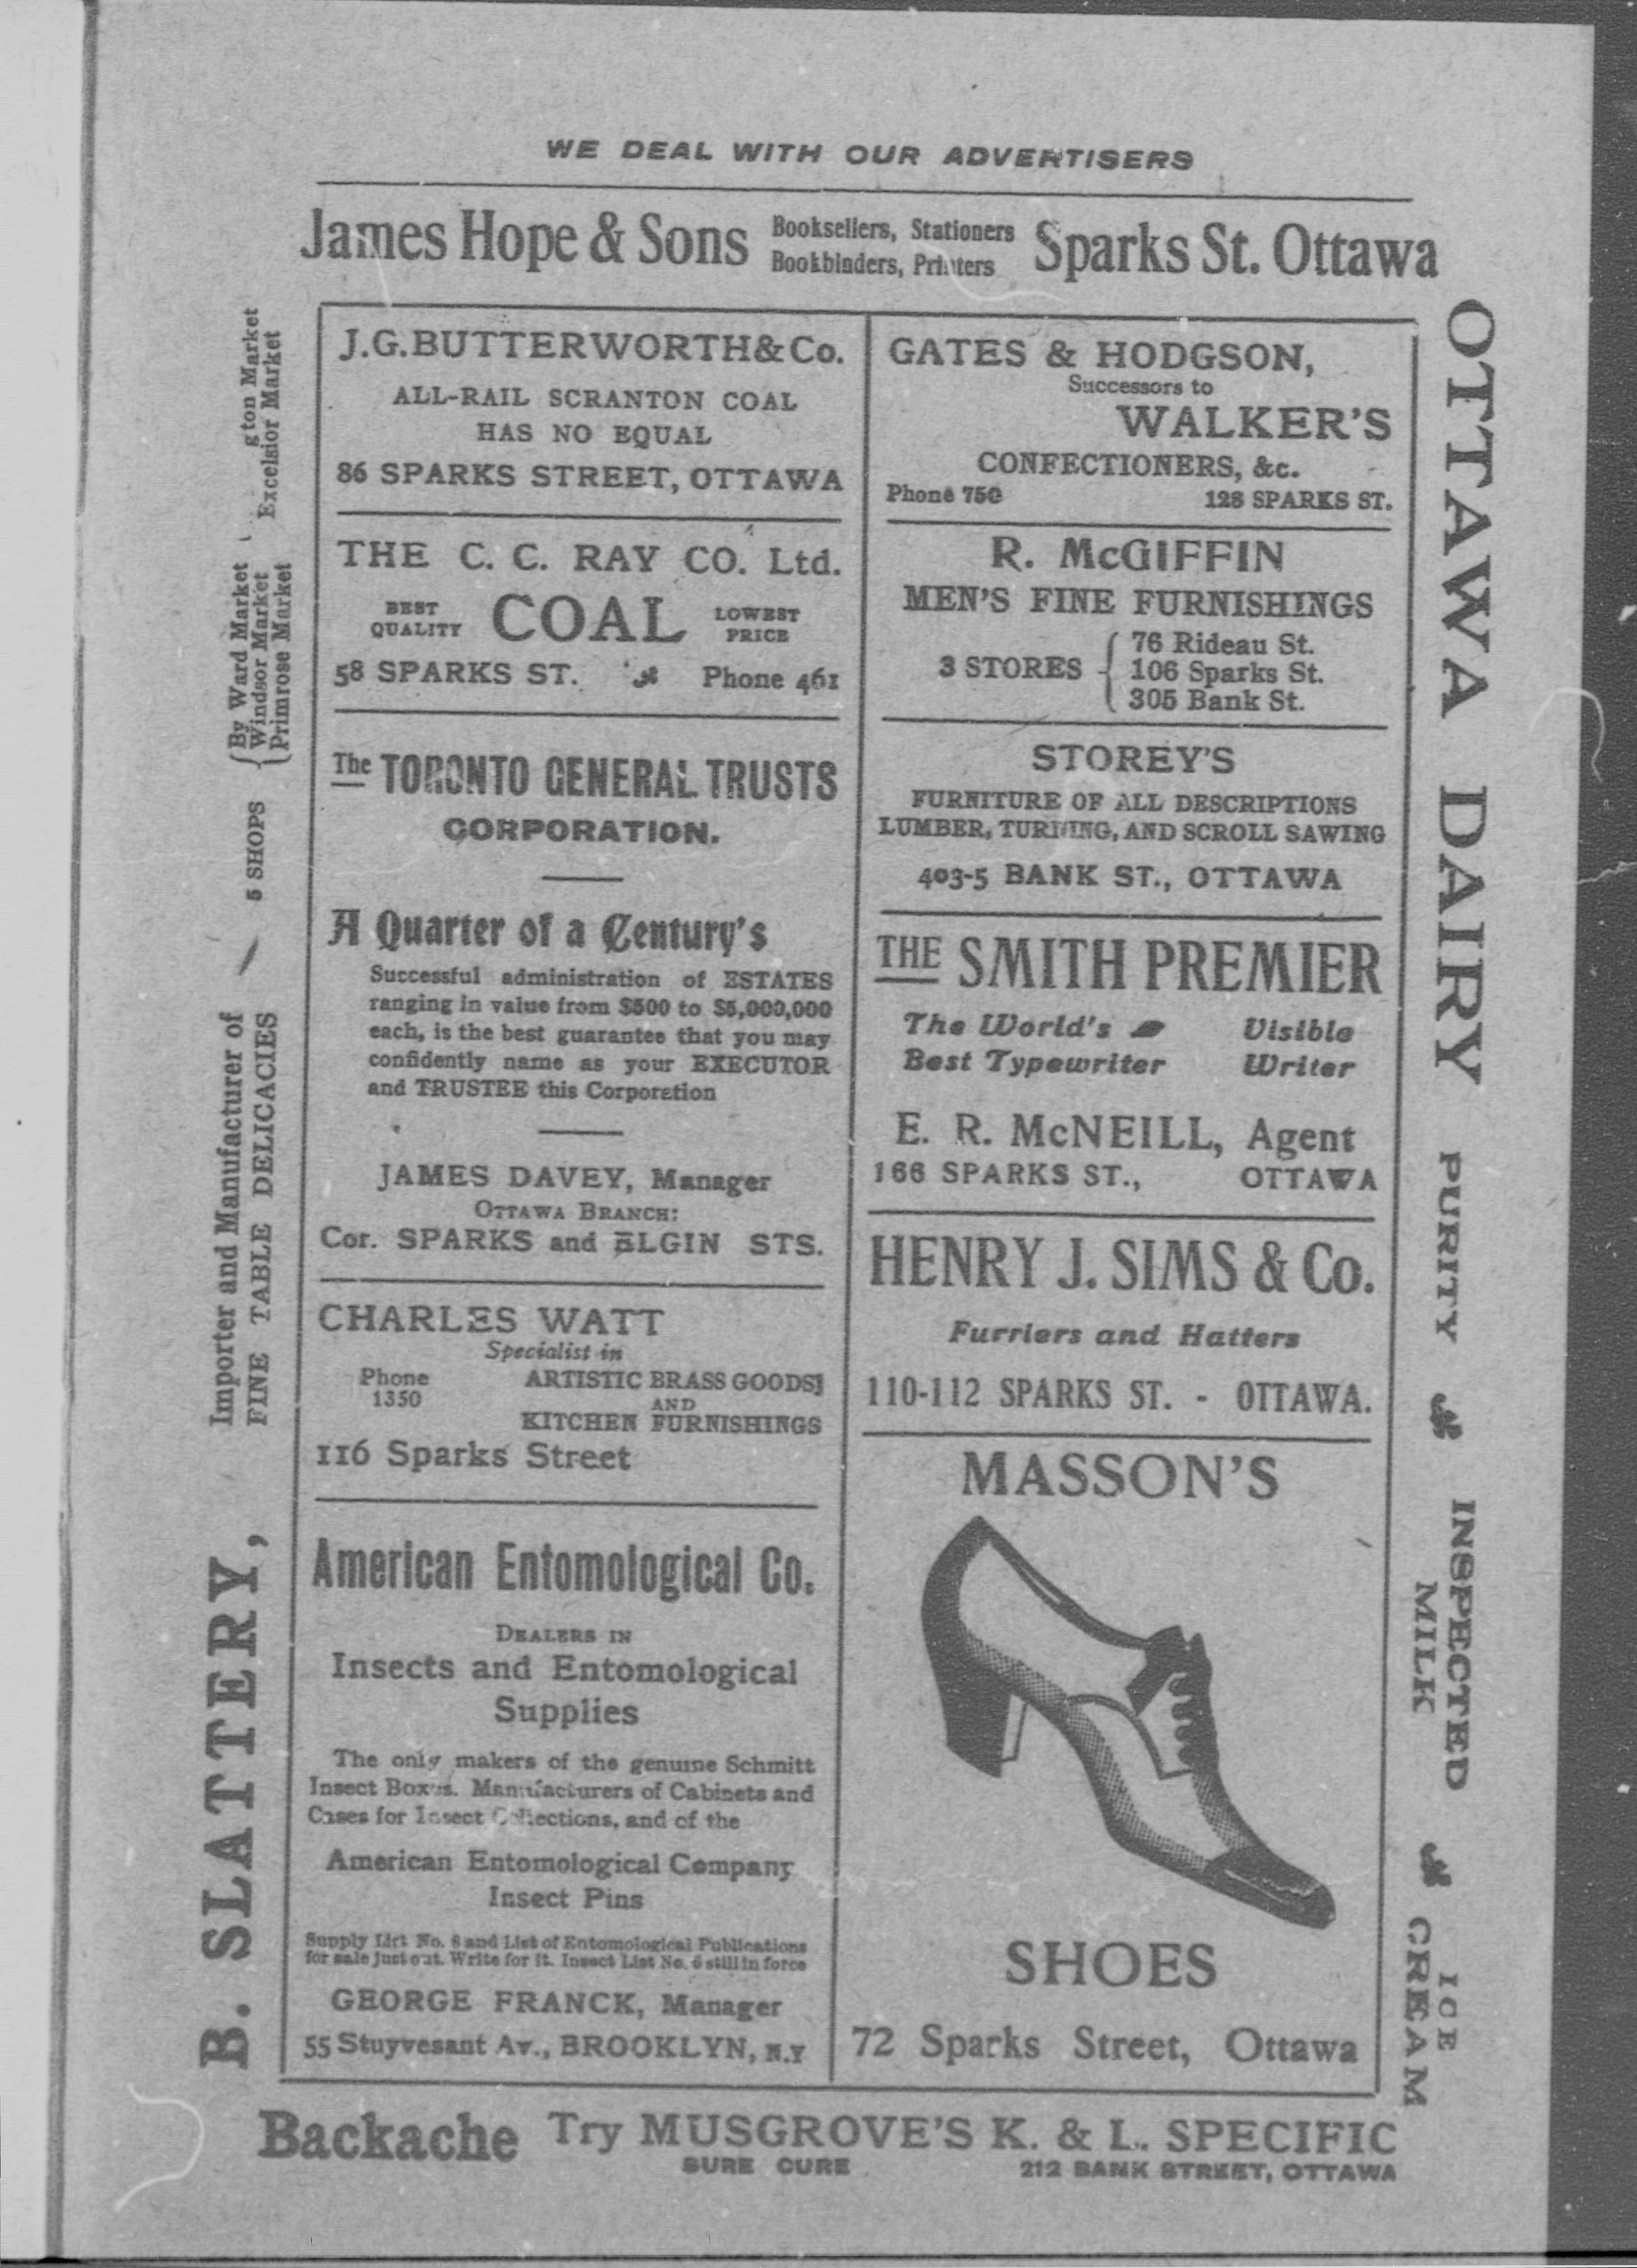 WE DEAL WITH OUR ADVERTISERS
James Hope & Sons Booksellers, Stationers Bookbinders, Printers Sparks St. Ottawa
J.G. BUTTERWORTH & Co.
ALL-RAIL SCRANTON COAL
HAS NO EQUAL
86 SPARKS STREET, OTTAWA
THE C. C. RAY CO. Ltd.
BEST QUALITY COAL LOWEST PRICE
58 SPARKS ST. Phone 461
The TORONTO GENERAL TRUSTS
CORPORATION.
A Quarter of a Century's
Successful administration of ESTATES
ranging in value from $500 to $5,000,000
each, is the best guarantee that you may
confidently name as your EXECUTOR
and TRUSTEE this Corporation
JAMES DAVEY, Manager
OTTAWA BRANCH:
Cor. SPARKS and ELGIN STS.
CHARLES WATT
Specialist in
Phone 1350
ARTISTIC BRASS GOODS
AND
KITCHEN FURNISHINGS
116 Sparks Street
American Entomological Co.
DEALERS IN
Insects and Entomological
Supplies
The only makers of the genuine Schmitt
Insect Boxes. Manufacturers of Cabinets and
Cases for Insect Collections, and of the
American Entomological Company
Insect Pins
Supply List No. 8 and List of Entomological Publications
for sale just out. Write for it. Insect List No. 6 still in force
GEORGE FRANCK, Manager
55 Stuyvesant Av., BROOKLYN, N.Y
GATES & HODGSON,
Successors to
WALKER'S
CONFECTIONERS, &c.
Phone 750 128 SPARKS ST.
R. McGIFFIN
MEN'S FINE FURNISHINGS
3 STORES
76 Rideau St.
106 Sparks St.
305 Bank St.
STOREY'S
FURNITURE OF ALL DESCRIPTIONS
LUMBER, TURNING, AND SCROLL SAWING
403-5 BANK ST., OTTAWA
THE SMITH PREMIER
The World's Visible
Best Typewriter Writer
E. R. McNEILL, Agent
166 SPARKS ST., OTTAWA
HENRY J. SIMS & Co.
Furriers and Hatters
110-112 SPARKS ST. - OTTAWA.
MASSON'S
SHOES
72 Sparks Street, Ottawa
B. SLATTERY,
Importer and Manufacturer of
FINE TABLE DELICACIES
5 SHOPS
By Ward Market
Windsor Market
Primrose Market
gton Market
Excelsior Market
OTTAWA DAIRY
PURITY
INSPECTED
MILK
ICE
CREAM
Backache Try MUSGROVE'S K. & L. SPECIFIC
SURE CURE 212 BANK STREET, OTTAWA